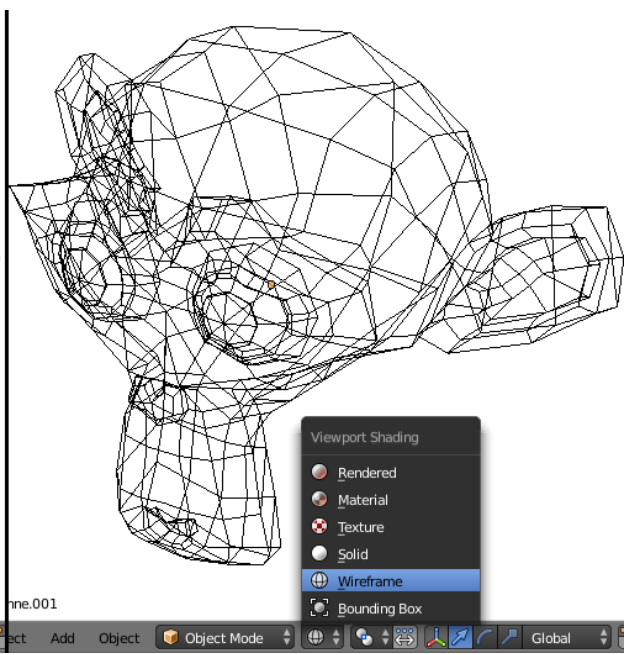 Viewport Shading
Rendered
Material
Texture
Solid
Wireframe
Bounding Box
nne.001
ect Add Object Object Mode Global